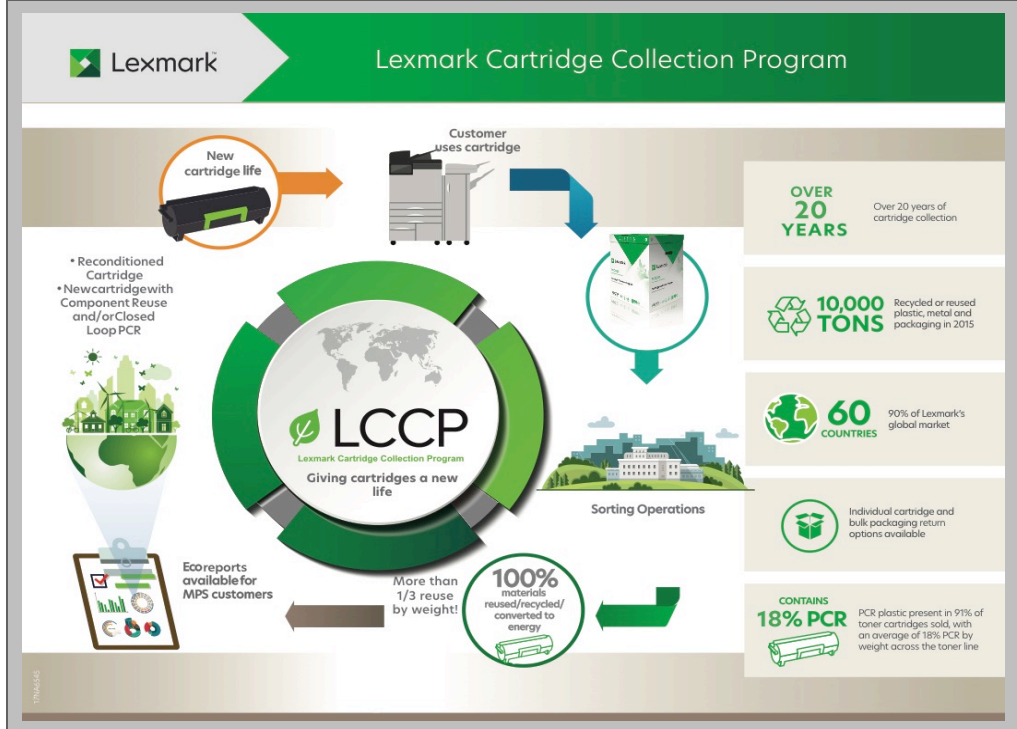 Lexmark™
Lexmark Cartridge Collection Program
New
cartridge life
Customer
uses cartridge
• Reconditioned
Cartridge
•Newcartridgewith
Component Reuse
and/orClosed
Loop PCR
LCCP
Lexmark Cartridge Collection Program
Giving cartridges a new
life
Sorting Operations
100%
materials
reused/recycled/
converted to
energy
More than
1/3 reuse
by weight!
Ecoreports
available for
MPS customers
OVER
20
YEARS
Over 20 years of
cartridge collection
10,000
TONS
Recycled or reused
plastic, metal and
packaging in 2015
60
COUNTRIES
90% of Lexmark's
global market
Individual cartridge and
bulk packaging return
options available
CONTAINS
18% PCR
PCR plastic present in 91% of
toner cartridges sold, with
an average of 18% PCR by
weight across the toner line
17NA6545